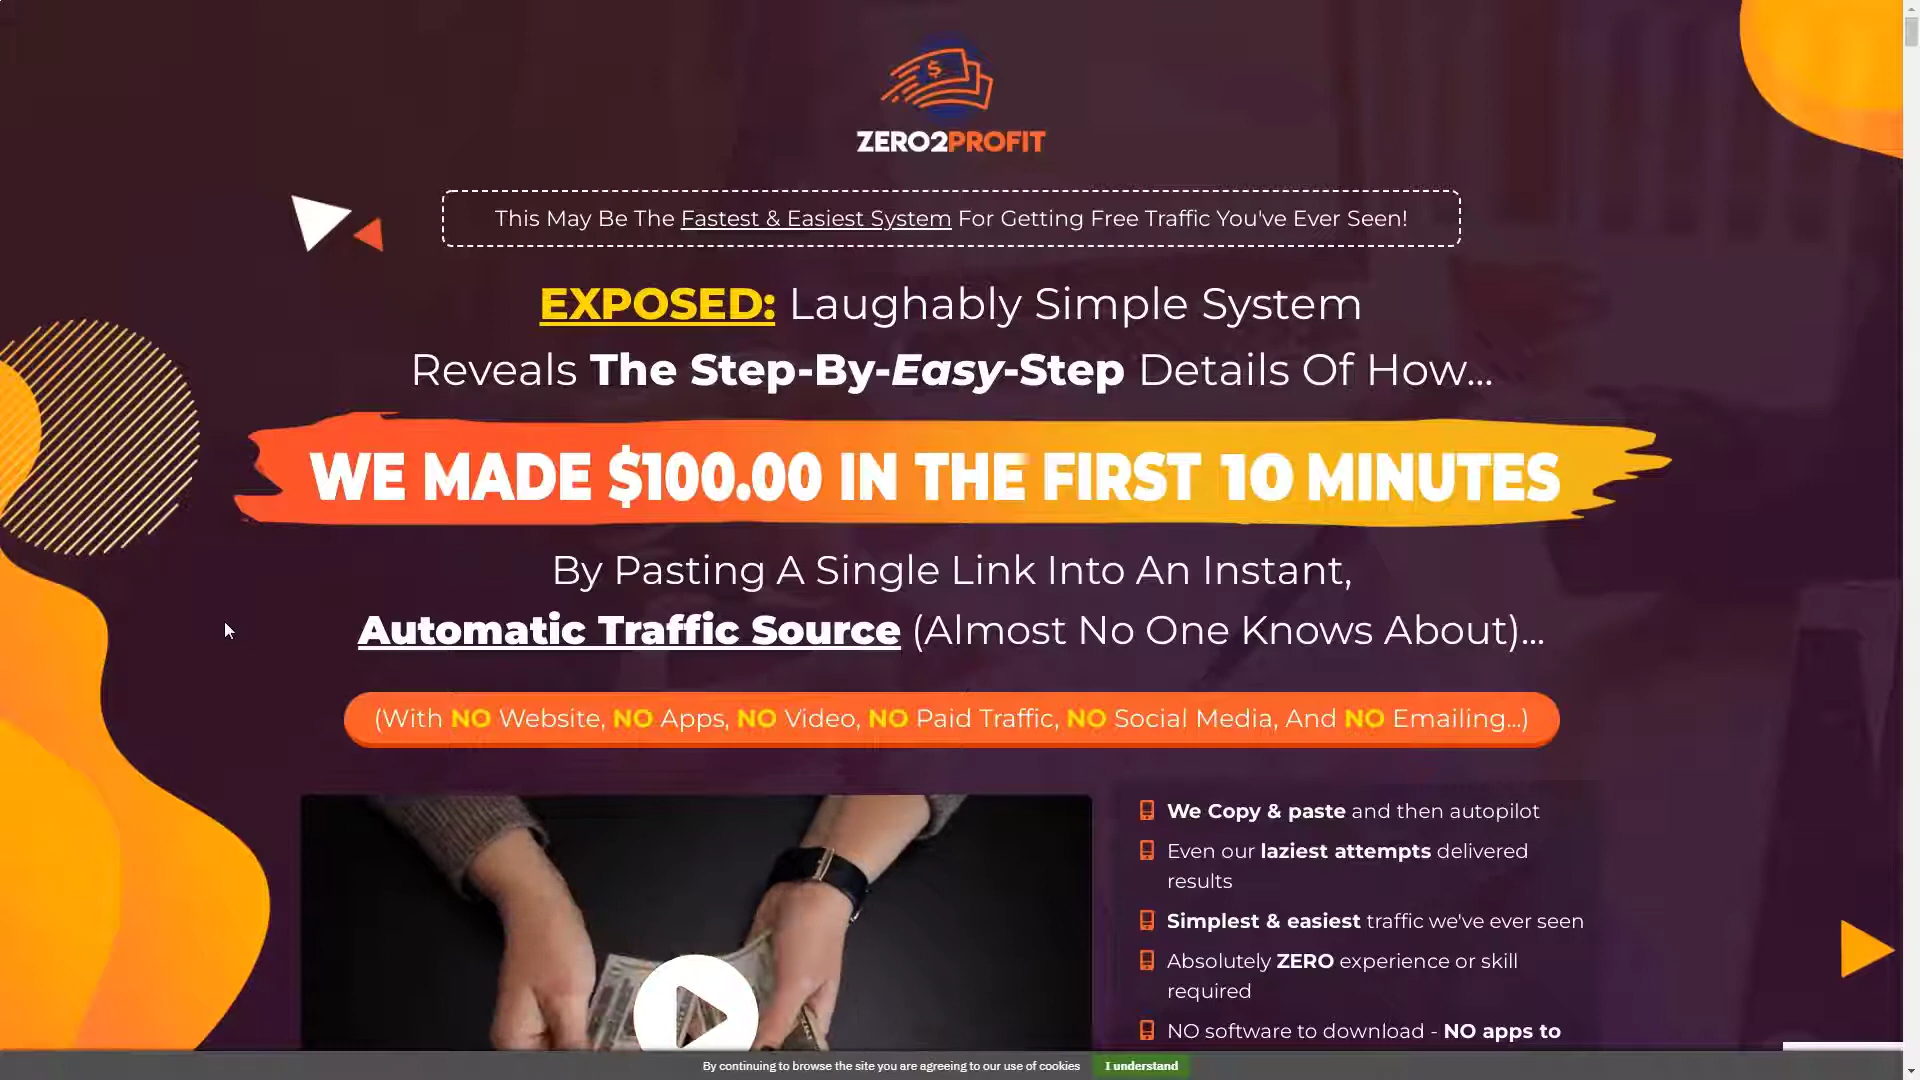 ZERO2PROFIT
This May Be The Fastest & Easiest System For Getting Free Traffic You've Ever Seen!
EXPOSED: Laughably Simple System
Reveals The Step-By-Easy-Step Details Of How...
WE MADE $100.00 IN THE FIRST 10 MINUTES
By Pasting A Single Link Into An Instant,
Automatic Traffic Source (Almost No One Knows About)...
(With NO Website, NO Apps, NO Video, NO Paid Traffic, NO Social Media, And NO Emailing...)
We Copy & paste and then autopilot
Even our laziest attempts delivered
results
Simplest & easiest traffic we've ever seen
Absolutely ZERO experience or skill
required
NO software to download - NO apps to
By continuing to browse the site you are agreeing to our use of cookies I understand